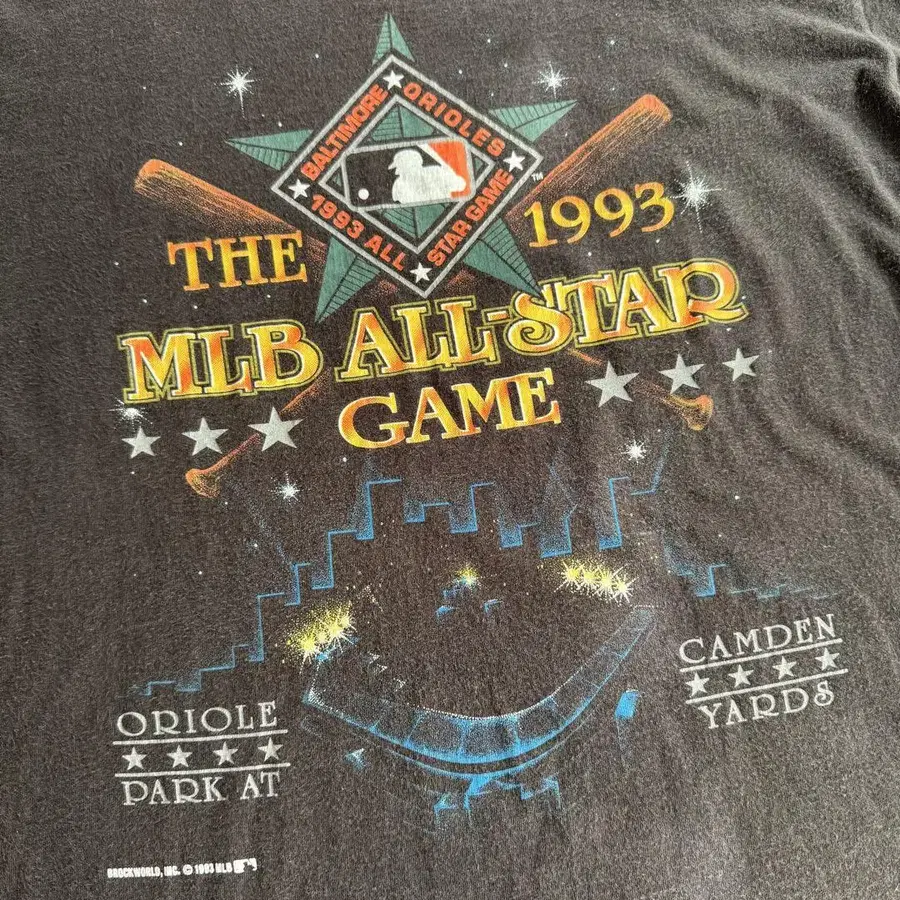 BALTIMORE ORIOLES
1993 ALL STAR GAME
TM
THE 1993
MLB ALL-STAR
GAME
ORIOLE
PARK AT
CAMDEN
YARDS
BROCKWORLD, INC. © 1993 MLB